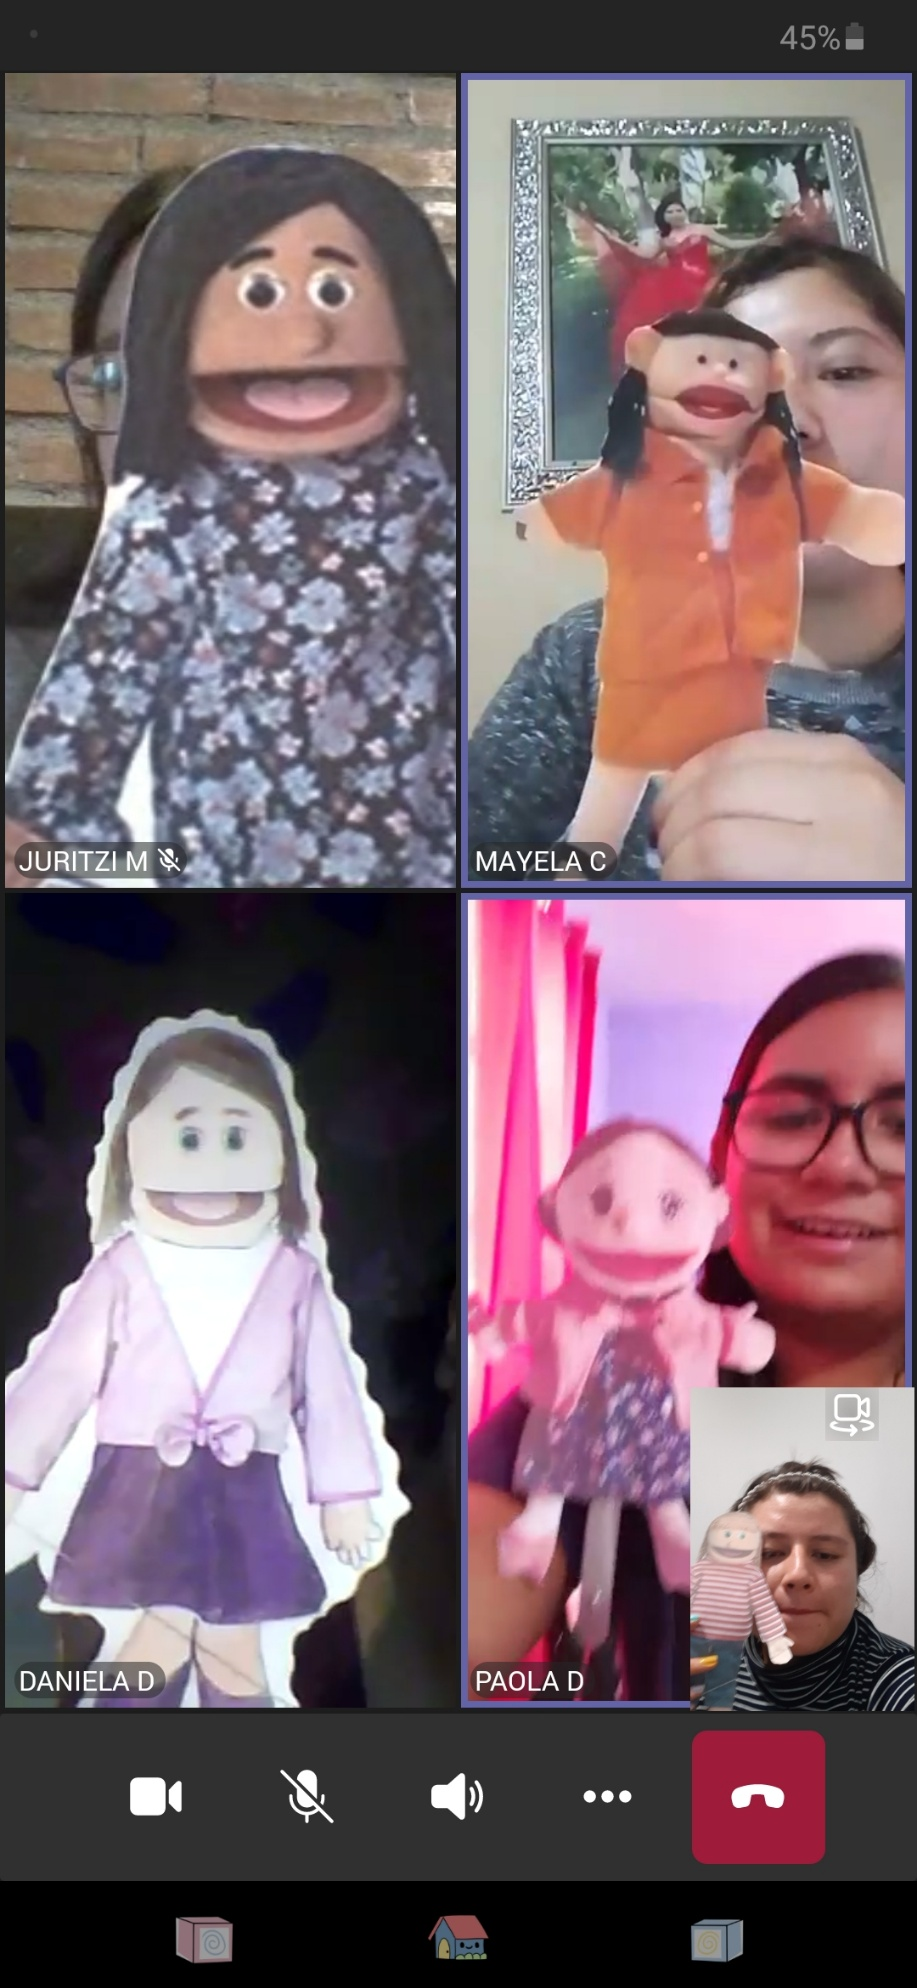 45%
JURITZI M
MAYELA C
DANIELA D
PAOLA D